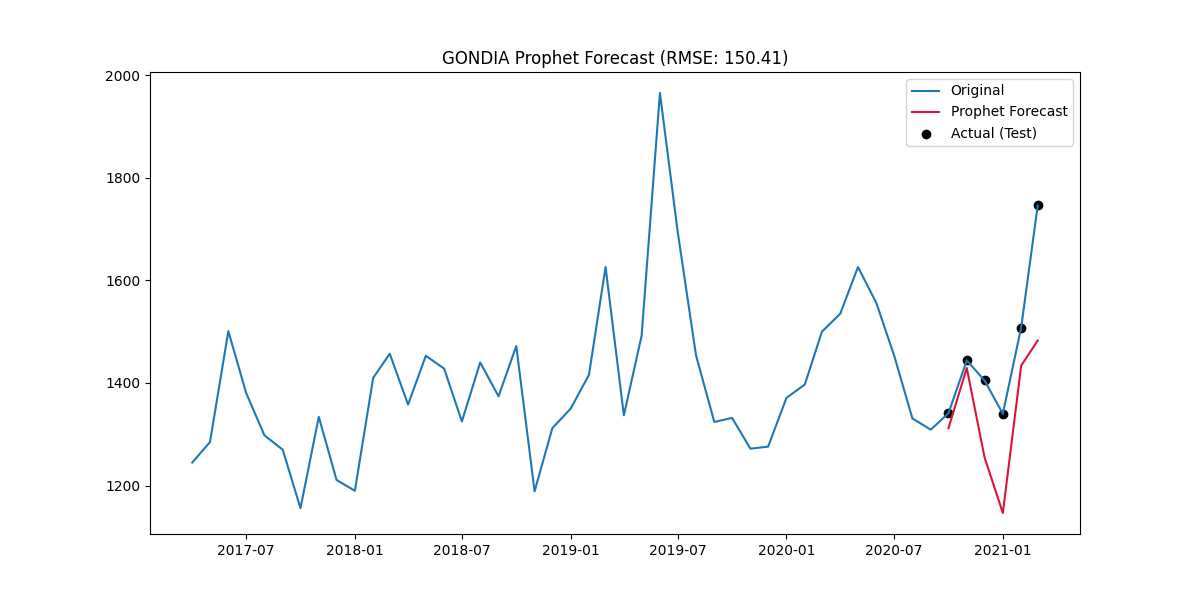 GONDIA Prophet Forecast (RMSE: 150.41)
Original
Prophet Forecast
Actual (Test)
2000
1800
1600
1400
1200
2017-07 2018-01 2018-07 2019-01 2019-07 2020-01 2020-07 2021-01